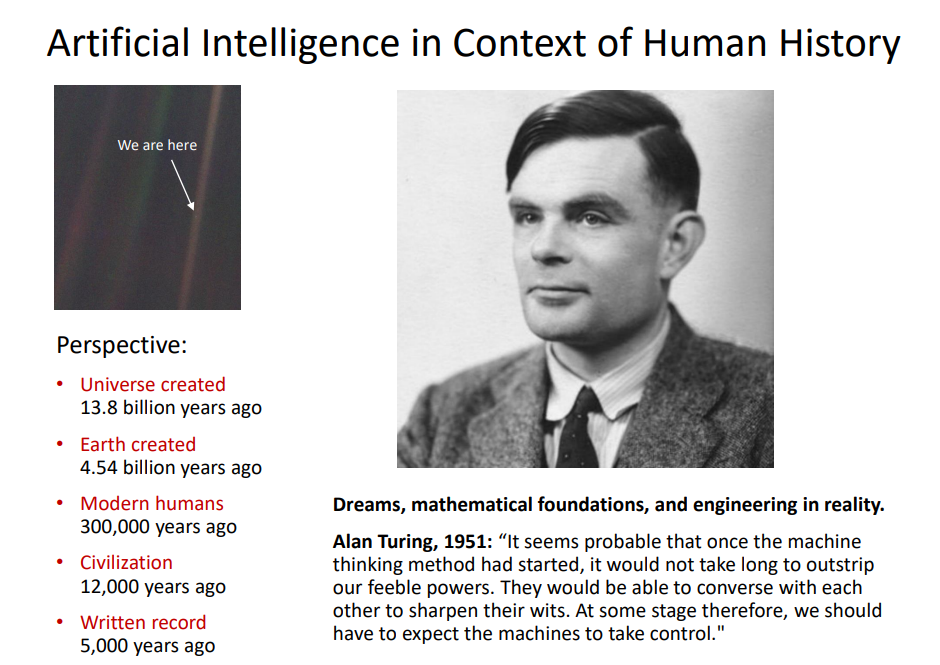 Artificial Intelligence in Context of Human History
We are here
Perspective:
• Universe created
13.8 billion years ago
• Earth created
4.54 billion years ago
• Modern humans
300,000 years ago
• Civilization
12,000 years ago
• Written record
5,000 years ago
Dreams, mathematical foundations, and engineering in reality.
Alan Turing, 1951: “It seems probable that once the machine
thinking method had started, it would not take long to outstrip
our feeble powers. They would be able to converse with each
other to sharpen their wits. At some stage therefore, we should
have to expect the machines to take control."